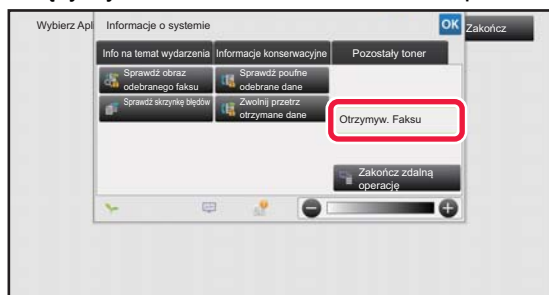 Wybierz Apl
Informacje o systemie
OK
Zakończ
Info na temat wydarzenia
Informacje konserwacyjne
Pozostały toner
Sprawdź obraz
odebranego faksu
Sprawdź poufne
odebrane dane
Sprawdź skrzynkę błędów
Zwolnij przetrz
otrzymane dane
Otrzymyw. Faksu
Zakończ zdalną
operację